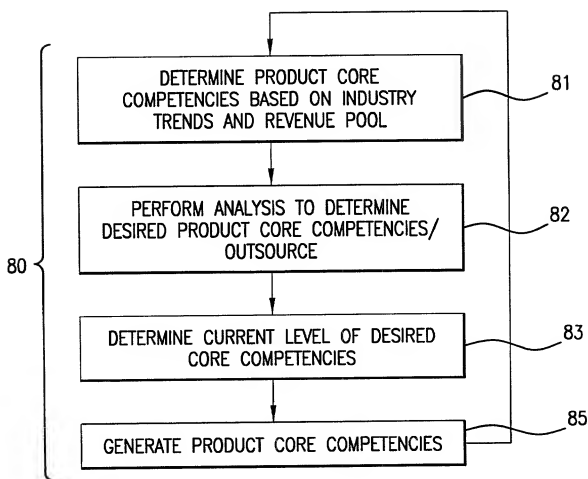 DETERMINE PRODUCT CORE
COMPETENCIES BASED ON INDUSTRY
TRENDS AND REVENUE POOL
81
PERFORM ANALYSIS TO DETERMINE
DESIRED PRODUCT CORE COMPETENCIES/
OUTSOURCE
82
80
DETERMINE CURRENT LEVEL OF DESIRED
CORE COMPETENCIES
83
GENERATE PRODUCT CORE COMPETENCIES
85